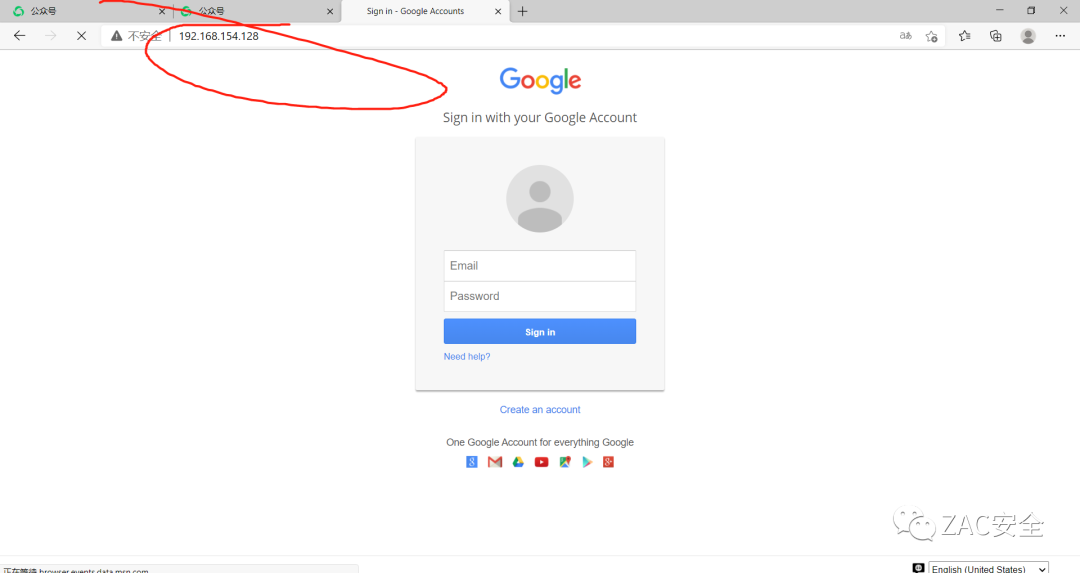 公众号
公众号
Sign in - Google Accounts
不安全
192.168.154.128
Google
Sign in with your Google Account
Email
Password
Sign in
Need help?
Create an account
One Google Account for everything Google
ZAC安全
正在等待 browser.events.data.msn.com
English (United States)